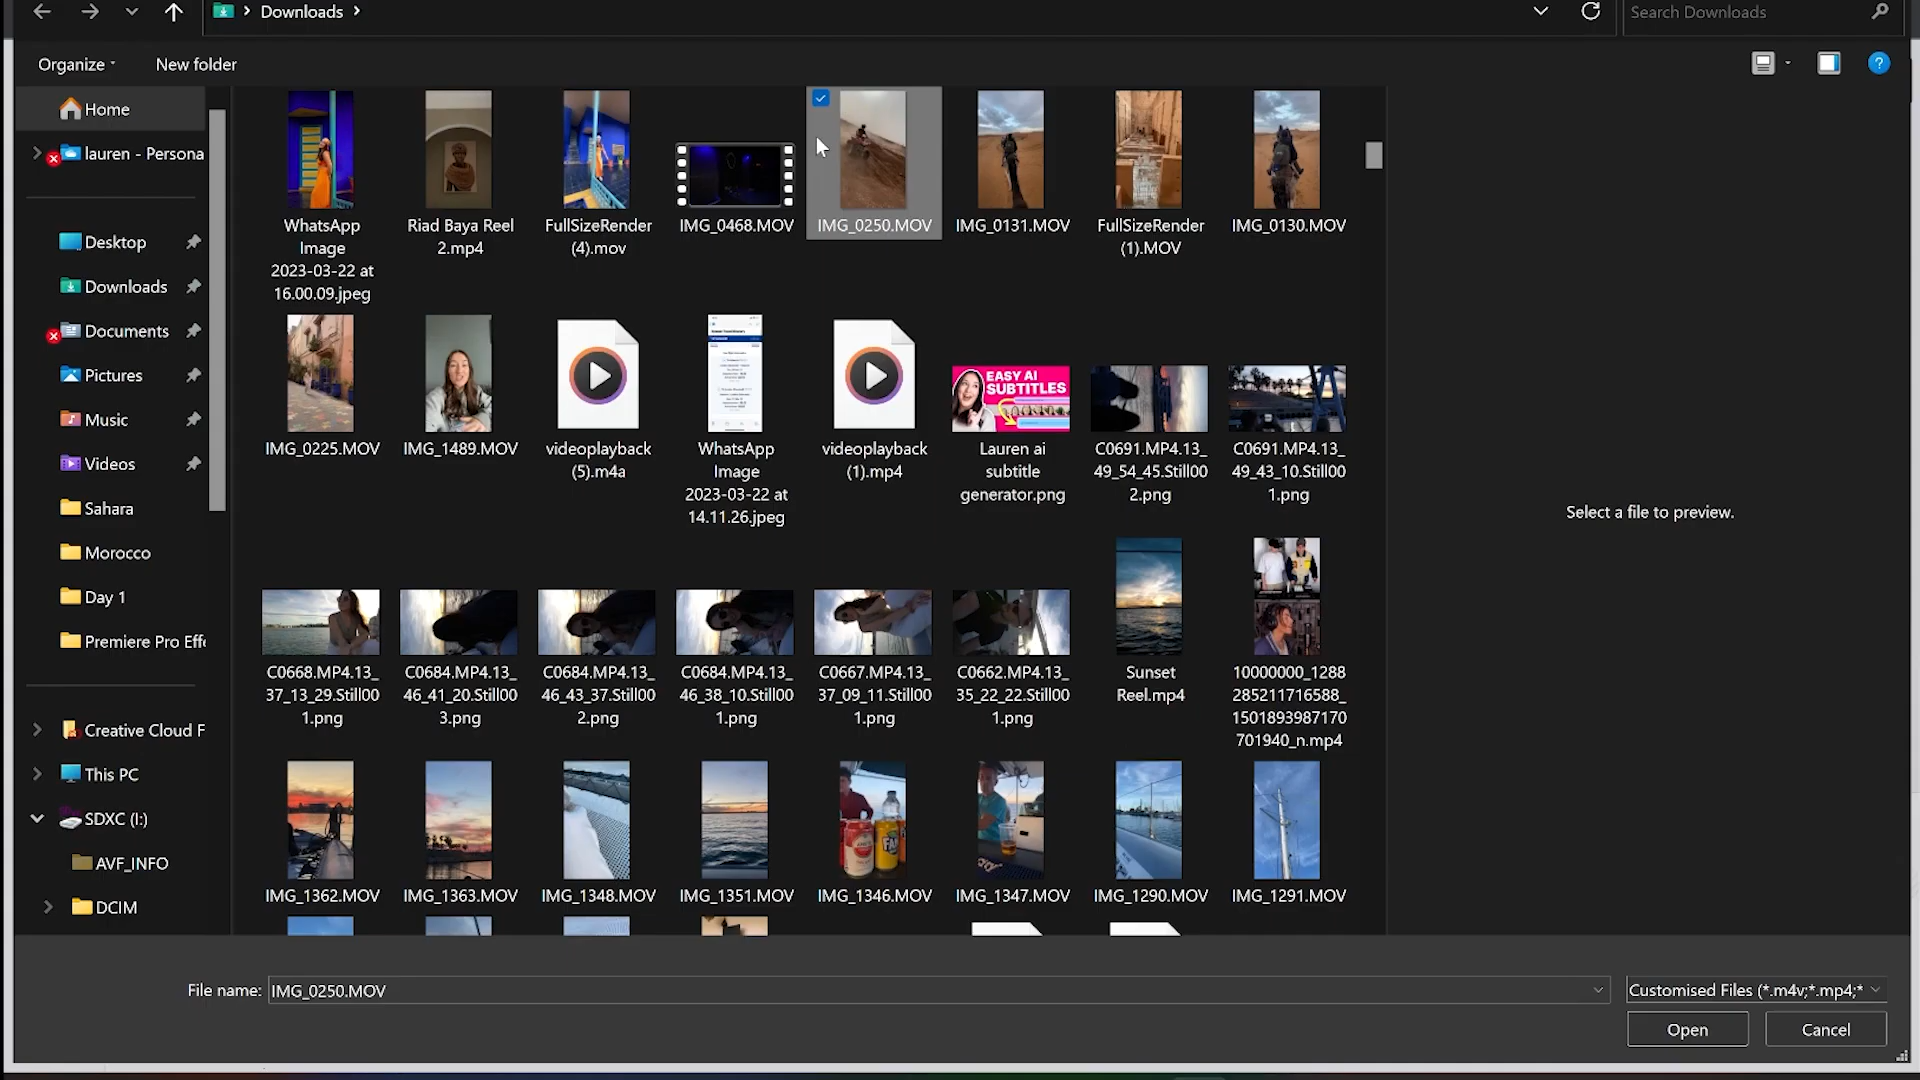 Downloads
Search Downloads
Organize
New folder
Home
lauren - Persona
Desktop
Downloads
Documents
Pictures
Music
Videos
Sahara
Morocco
Day 1
Premiere Pro Effe
Creative Cloud F
This PC
SDXC (I:)
AVF_INFO
DCIM
WhatsApp
Image
2023-03-22 at
16.00.09.jpeg
Riad Baya Reel
2.mp4
FullSizeRender
(4).mov
IMG_0468.MOV
IMG_0250.MOV
IMG_0131.MOV
FullSizeRender
(1).MOV
IMG_0130.MOV
IMG_0225.MOV
IMG_1489.MOV
videoplayback
(5).m4a
WhatsApp
Image
2023-03-22 at
14.11.26.jpeg
videoplayback
(1).mp4
EASY AI
SUBTITLES
Lauren ai
subtitle
generator.png
C0691.MP4.13_
49_54_45.Still00
2.png
C0691.MP4.13_
49_43_10.Still00
1.png
C0668.MP4.13_
37_13_29.Still00
1.png
C0684.MP4.13_
46_41_20.Still00
3.png
C0684.MP4.13_
46_43_37.Still00
2.png
C0684.MP4.13_
46_38_10.Still00
1.png
C0667.MP4.13_
37_09_11.Still00
1.png
C0662.MP4.13_
35_22_22.Still00
1.png
Sunset
Reel.mp4
10000000_1288
285211716588_
1501893987170
701940_n.mp4
IMG_1362.MOV
IMG_1363.MOV
IMG_1348.MOV
IMG_1351.MOV
IMG_1346.MOV
IMG_1347.MOV
IMG_1290.MOV
IMG_1291.MOV
Select a file to preview.
File name:
IMG_0250.MOV
Customised Files (*.m4v;*.mp4;*
Open
Cancel